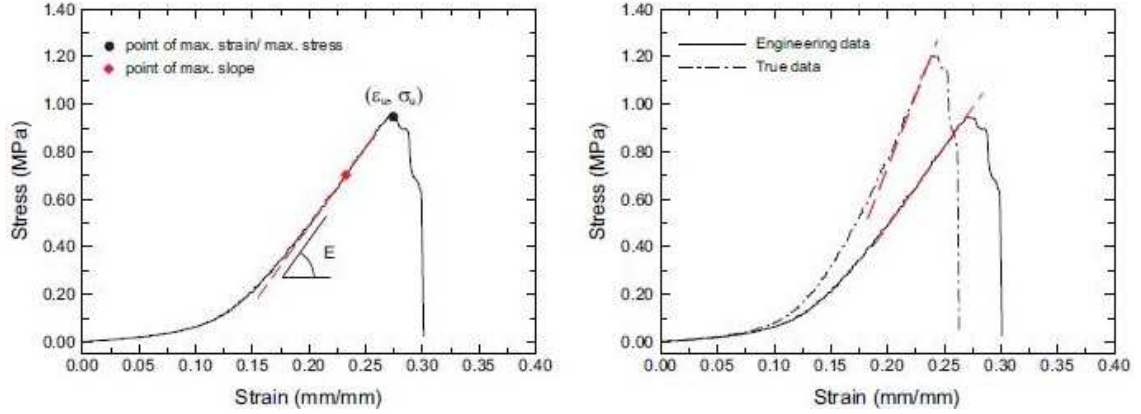 1.40
1.20
1.00
0.80
0.60
0.40
0.20
0.00
Stress (MPa)
point of max. strain/ max. stress
point of max. slope
(εu, σu)
E
0.00 0.05 0.10 0.15 0.20 0.25 0.30 0.35 0.40
Strain (mm/mm)
1.40
1.20
1.00
0.80
0.60
0.40
0.20
0.00
Stress (MPa)
Engineering data
True data
0.00 0.05 0.10 0.15 0.20 0.25 0.30 0.35 0.40
Strain (mm/mm)